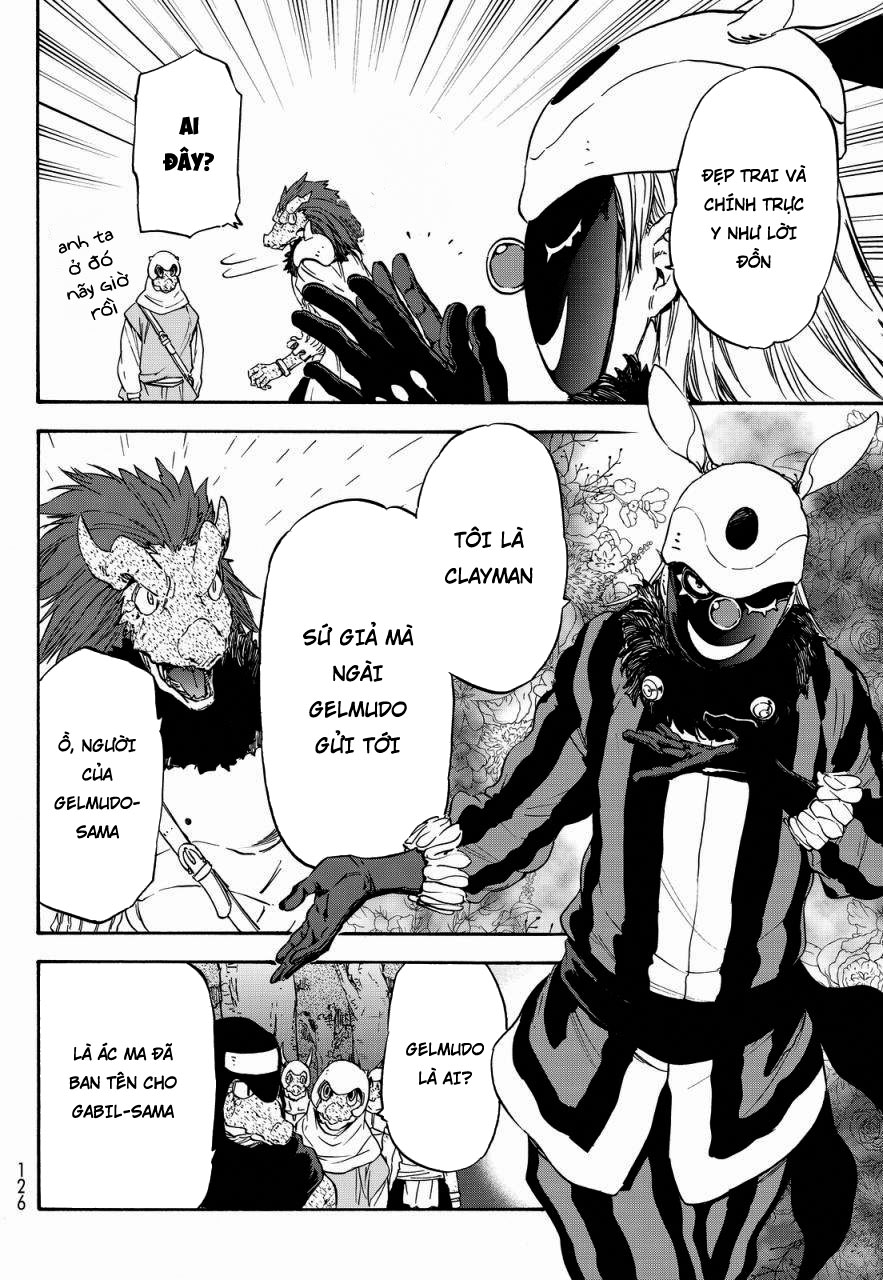 ĐẸP TRAI VÀ
CHÍNH TRỰC
Y NHƯ LỜI
ĐỒN
AI
ĐÂY?
anh ta
ở đó
nãy giờ
rồi
TÔI LÀ
CLAYMAN
SỨ GIẢ MÀ
NGÀI
GELMUDO
GỬI TỚI
Ồ, NGƯỜI
CỦA
GELMUDO-
SAMA
GELMUDO
LÀ AI?
LÀ ÁC MA ĐÃ
BAN TÊN CHO
GABIL-SAMA
126